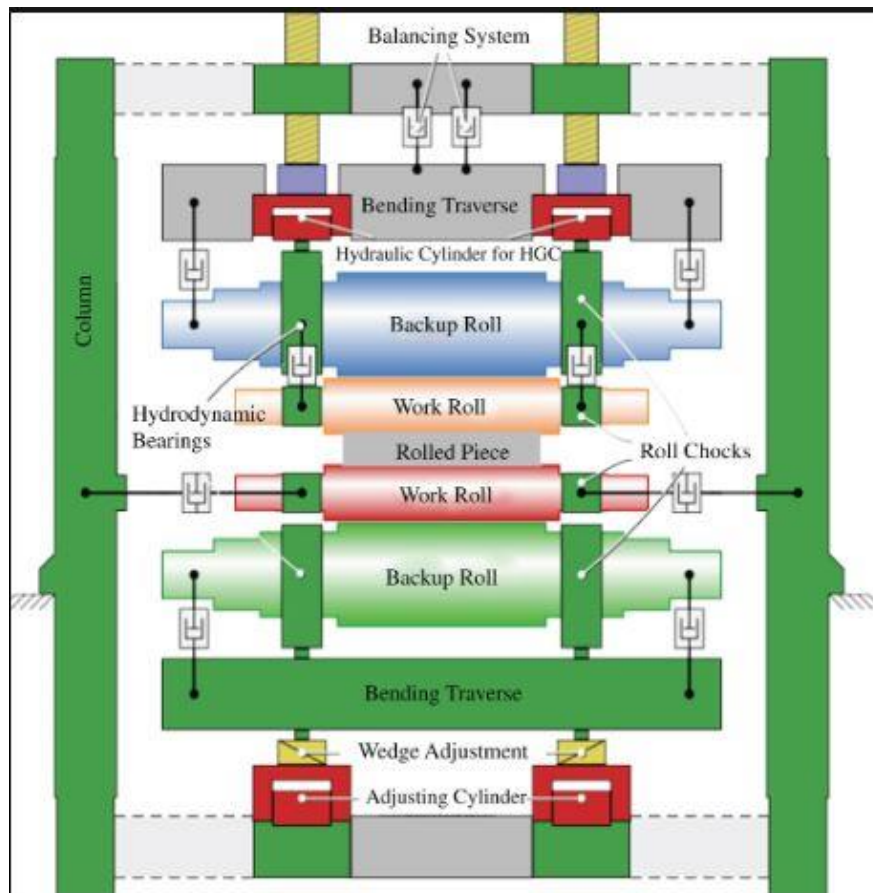 Balancing System
Bending Traverse
Hydraulic Cylinder for HGC
Column
Backup Roll
Work Roll
Hydrodynamic
Bearings
Rolled Piece
Roll Chocks
Work Roll
Backup Roll
Bending Traverse
Wedge Adjustment
Adjusting Cylinder